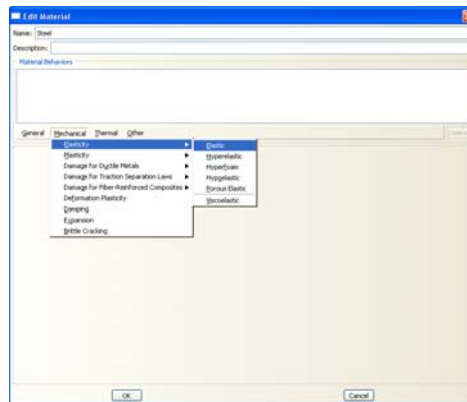 Edit Material
Name: Steel
Description:
Material Behaviors
General Mechanical Thermal Other
Elasticity
Plasticity
Damage for Ductile Metals
Damage for Traction Separation Laws
Damage for Fiber-Reinforced Composites
Deformation Plasticity
Damping
Expansion
Brittle Cracking
Elastic
Hyperelastic
Hyperfoam
Hypoelastic
Porous Elastic
Viscoelastic
OK Cancel